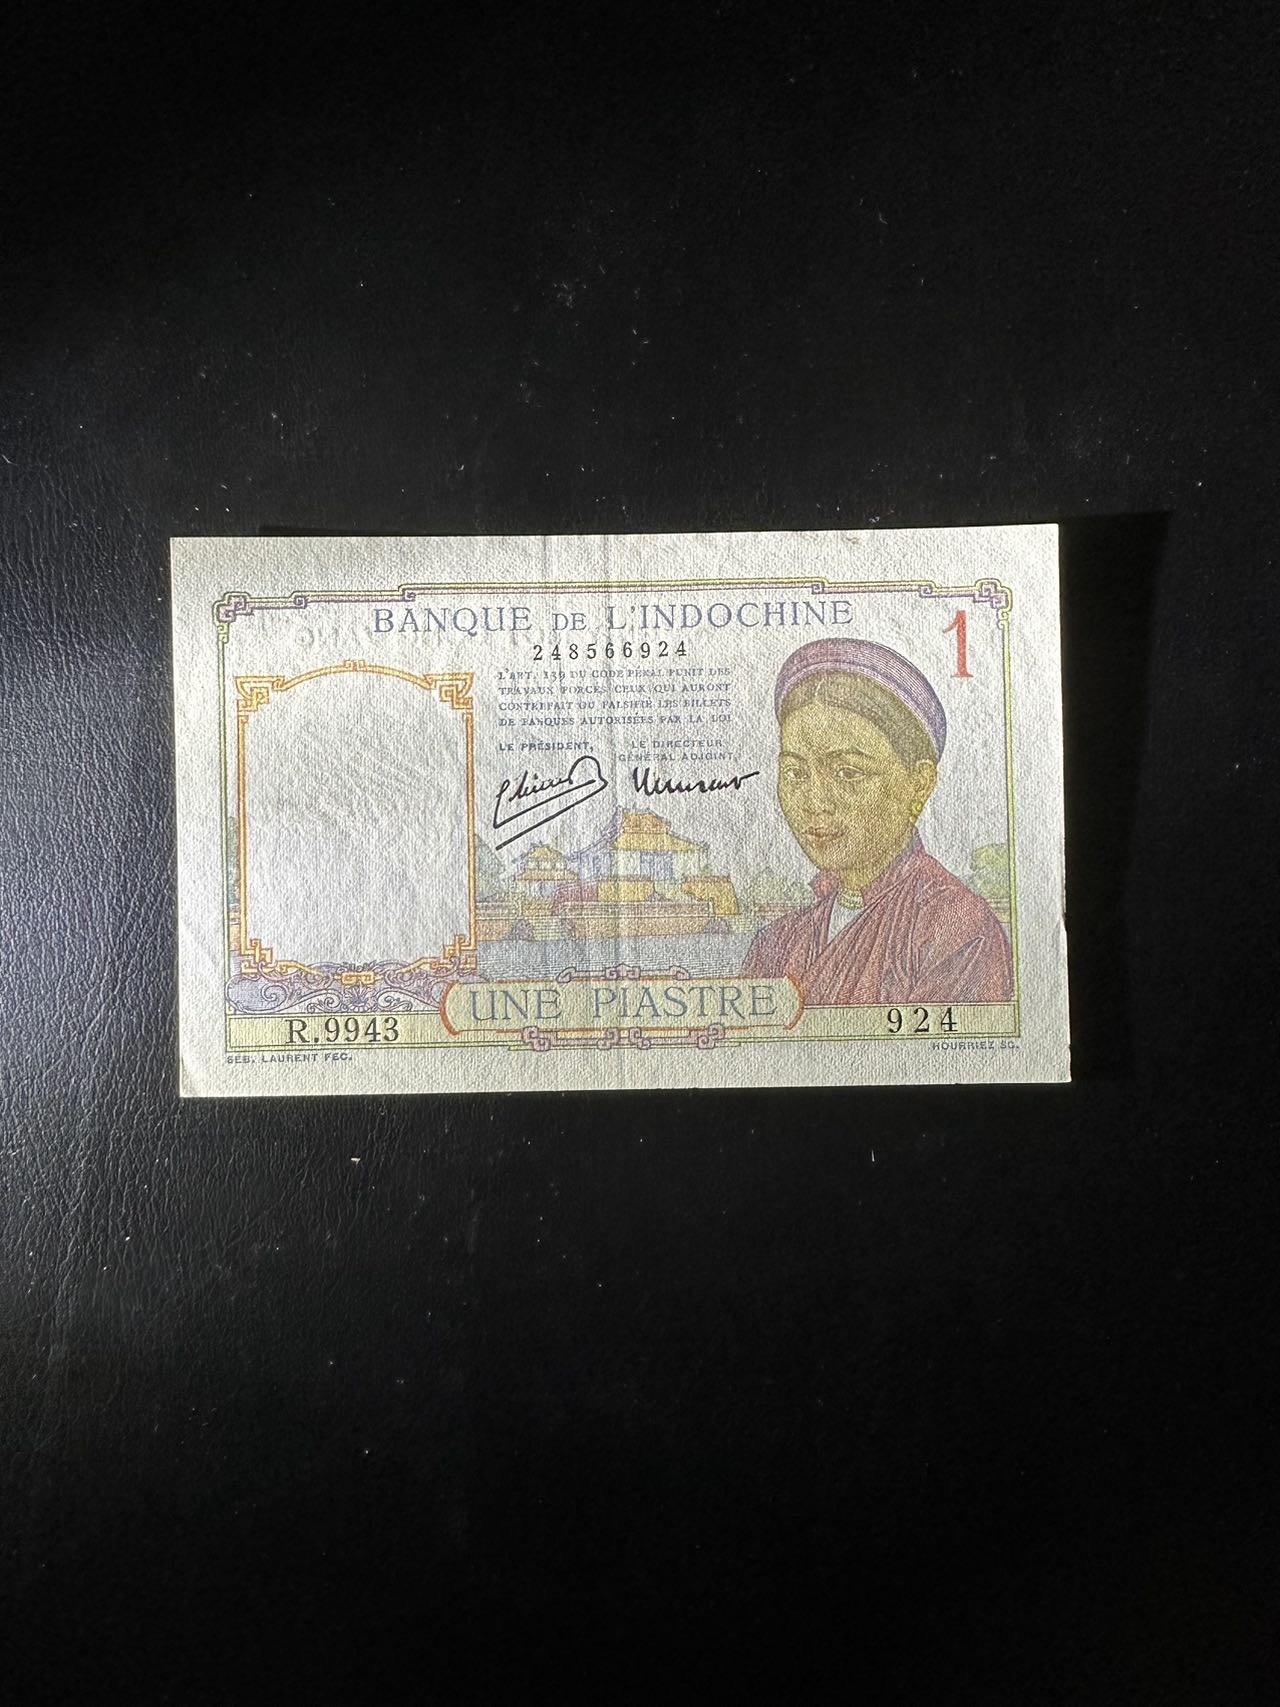 BANQUE DE L'INDOCHINE
1
248566924
L'ART. 139 DU CODE PÉNAL PUNIT DES
TRAVAUX FORCÉS CEUX QUI AURONT
CONTREFAIT OU FALSIFIÉ LES BILLETS
DE BANQUES AUTORISÉES PAR LA LOI
LE PRÉSIDENT,
LE DIRECTEUR
GÉNÉRAL ADJOINT,
UNE PIASTRE
R.9943
924
SÉB. LAURENT FEC.
HOURRIEZ SC.